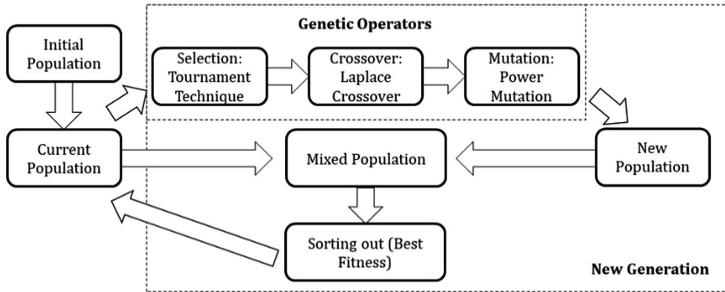 Genetic Operators
Initial
Population
Selection:
Tournament
Technique
Crossover:
Laplace
Crossover
Mutation:
Power
Mutation
Current
Population
Mixed Population
New
Population
Sorting out (Best
Fitness)
New Generation